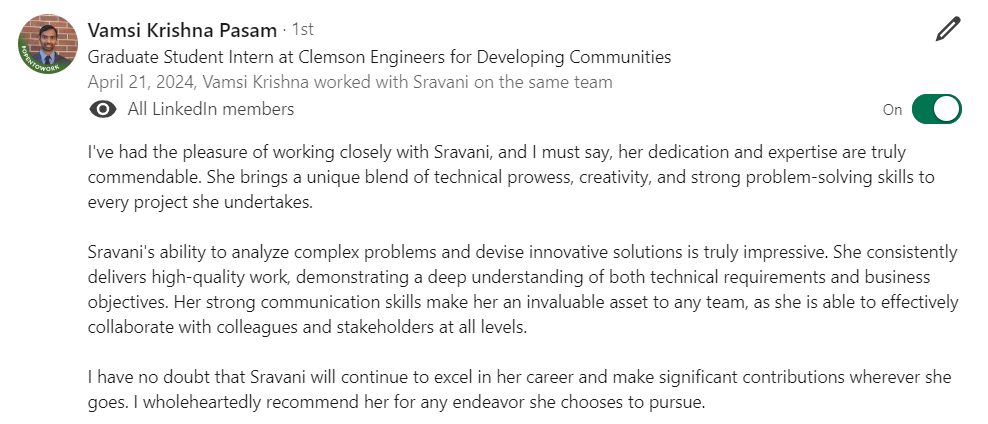 Vamsi Krishna Pasam · 1st
Graduate Student Intern at Clemson Engineers for Developing Communities
April 21, 2024, Vamsi Krishna worked with Sravani on the same team
All LinkedIn members
On
#OPENTOWORK
I've had the pleasure of working closely with Sravani, and I must say, her dedication and expertise are truly
commendable. She brings a unique blend of technical prowess, creativity, and strong problem-solving skills to
every project she undertakes.
Sravani's ability to analyze complex problems and devise innovative solutions is truly impressive. She consistently
delivers high-quality work, demonstrating a deep understanding of both technical requirements and business
objectives. Her strong communication skills make her an invaluable asset to any team, as she is able to effectively
collaborate with colleagues and stakeholders at all levels.
I have no doubt that Sravani will continue to excel in her career and make significant contributions wherever she
goes. I wholeheartedly recommend her for any endeavor she chooses to pursue.